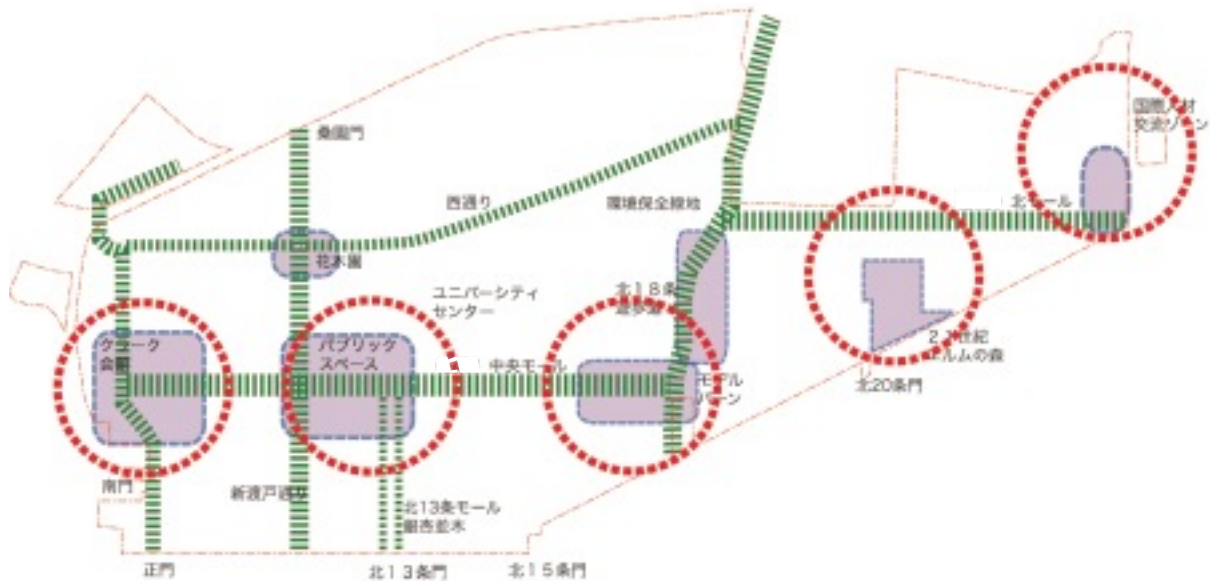 桑園門
国際人材
交流ゾーン
西通り
環境保全緑地
北モール
花木園
ユニバーシティ
センター
北18条
遊歩道
クラーク
会館
パブリック
スペース
中央モール
モデル
バーン
21世紀
エルムの森
北20条門
南門
新渡戸通り
北13条モール
銀杏並木
正門
北13条門
北15条門